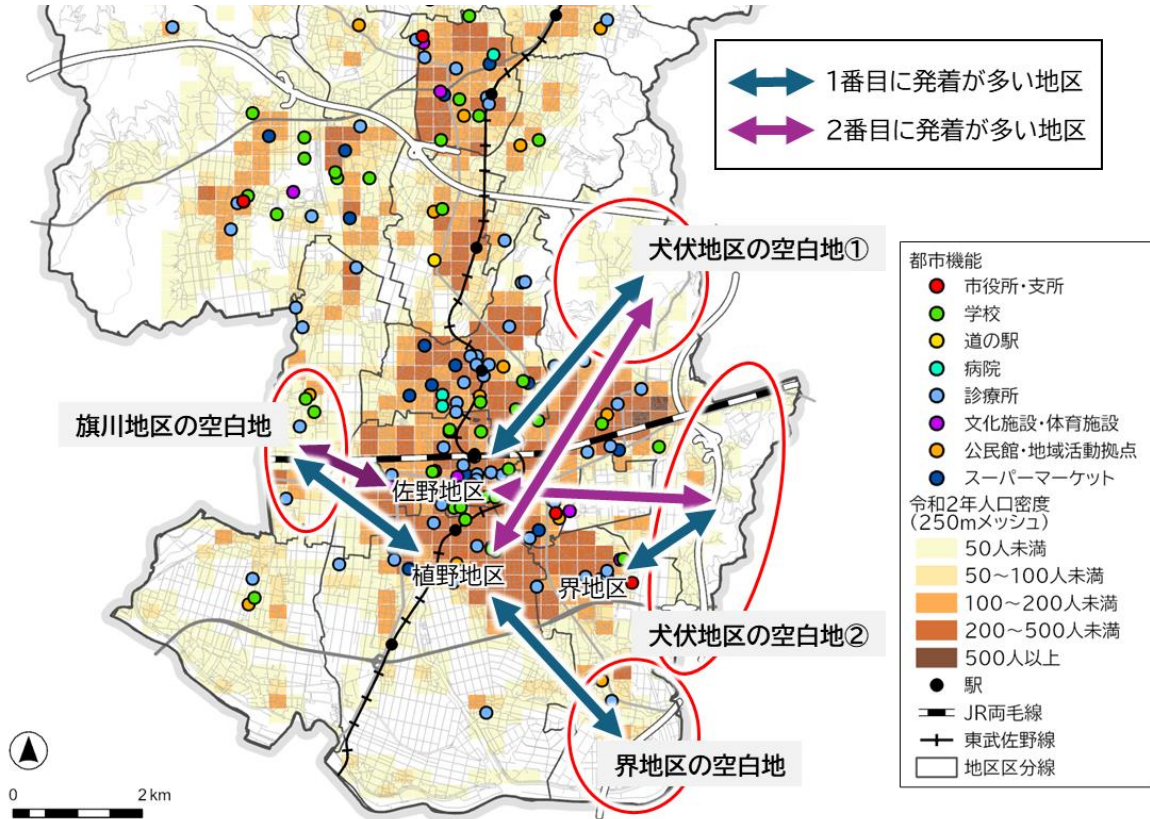 1番目に発着が多い地区
2番目に発着が多い地区
犬伏地区の空白地①
都市機能
市役所・支所
学校
道の駅
病院
診療所
文化施設・体育施設
公民館・地域活動拠点
スーパーマーケット
令和2年人口密度
(250mメッシュ)
50人未満
50～100人未満
100～200人未満
200～500人未満
500人以上
駅
JR両毛線
東武佐野線
地区区分線
旗川地区の空白地
佐野地区
植野地区
界地区
犬伏地区の空白地②
界地区の空白地
0 2km